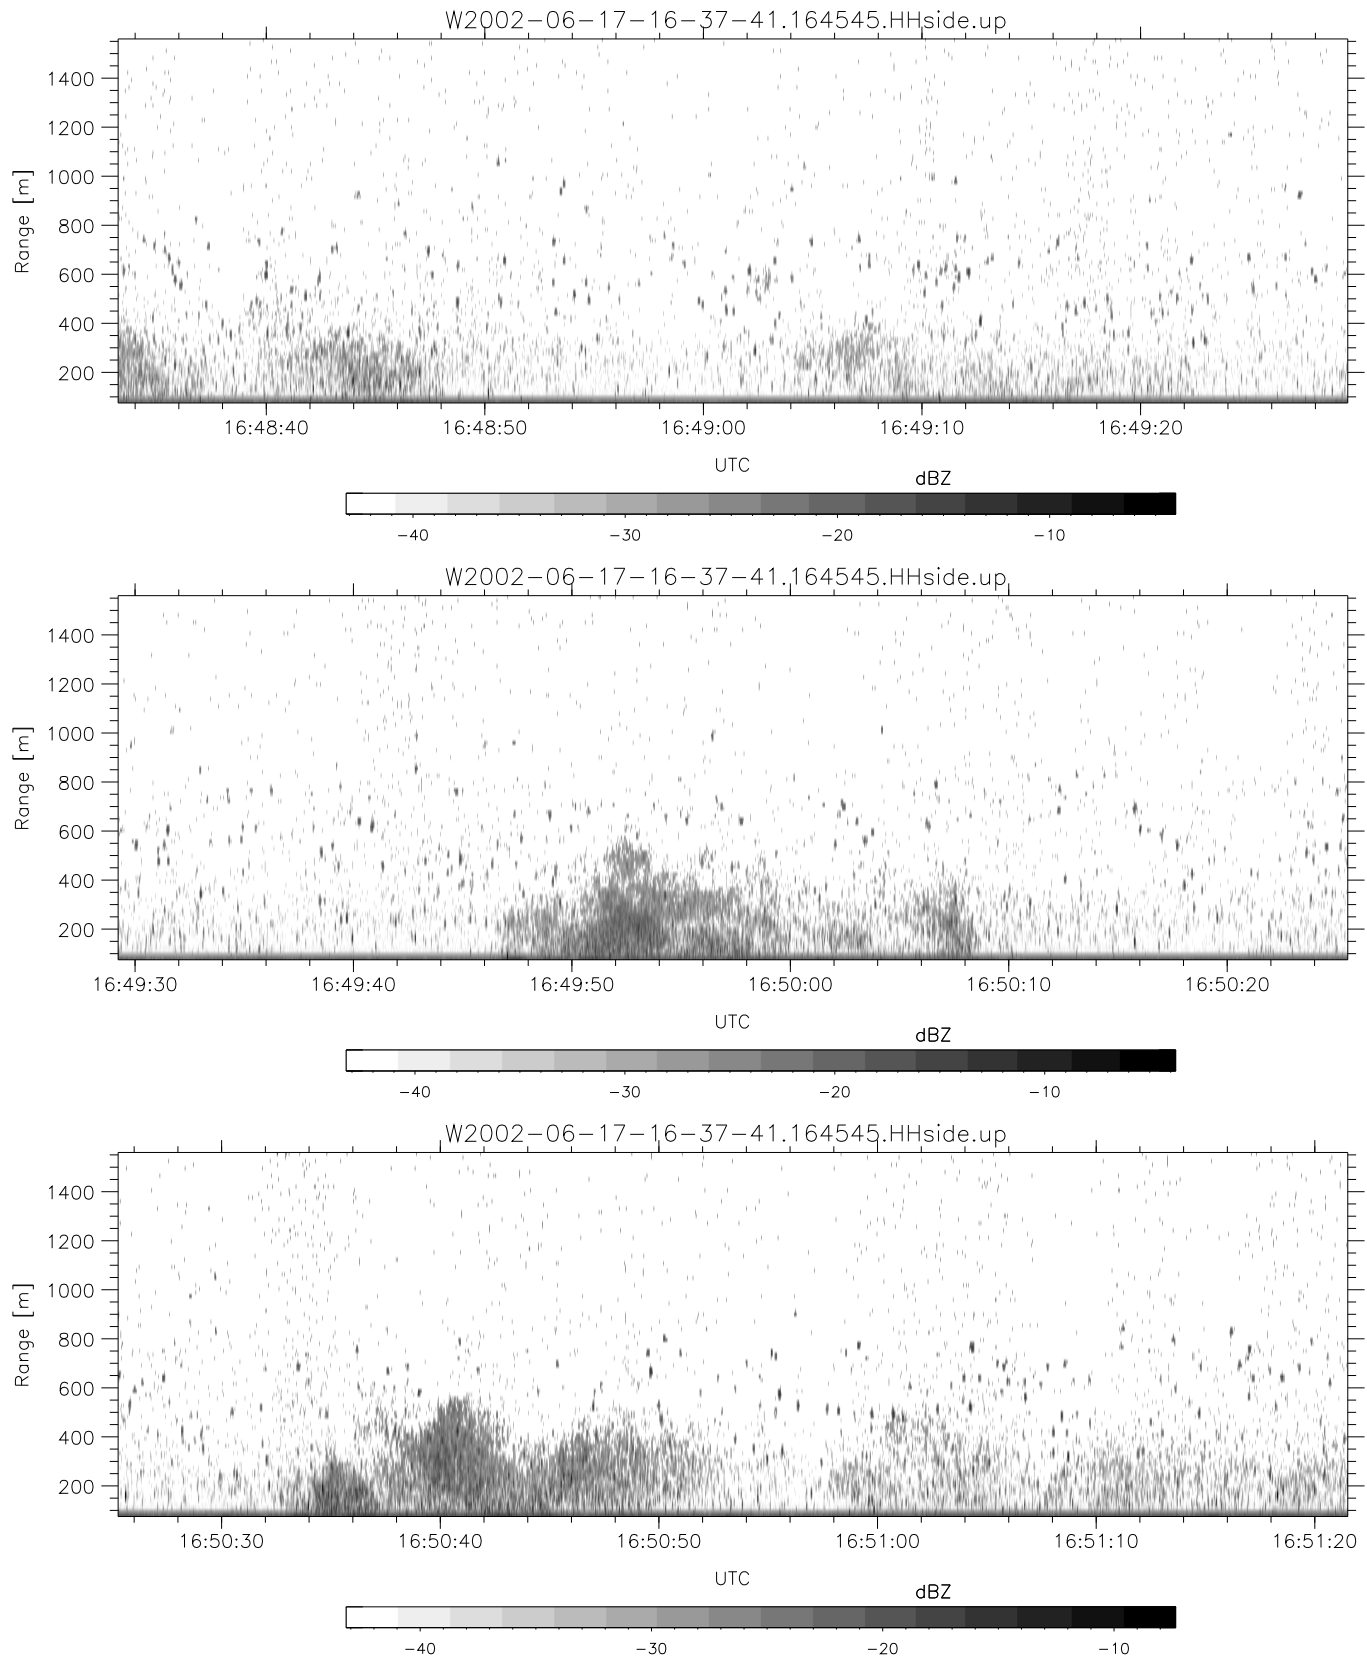 W2002-06-17-16-37-41.164545.HHside.up
1400
1200
1000
800
600
400
200
Range [m]
16:48:40 16:48:50 16:49:00 16:49:10 16:49:20
UTC
dBZ
-40 -30 -20 -10
W2002-06-17-16-37-41.164545.HHside.up
1400
1200
1000
800
600
400
200
Range [m]
16:49:30 16:49:40 16:49:50 16:50:00 16:50:10 16:50:20
UTC
dBZ
-40 -30 -20 -10
W2002-06-17-16-37-41.164545.HHside.up
1400
1200
1000
800
600
400
200
Range [m]
16:50:30 16:50:40 16:50:50 16:51:00 16:51:10 16:51:20
UTC
dBZ
-40 -30 -20 -10